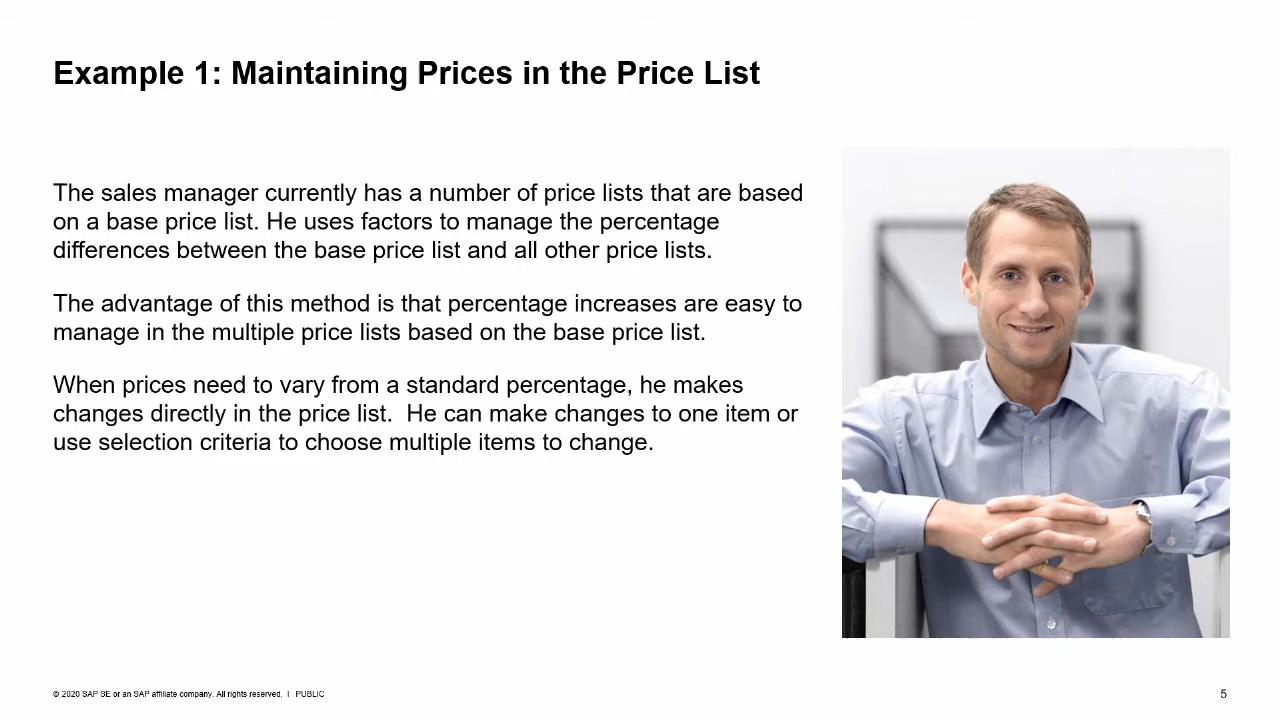 Example 1: Maintaining Prices in the Price List
The sales manager currently has a number of price lists that are based
on a base price list. He uses factors to manage the percentage
differences between the base price list and all other price lists.
The advantage of this method is that percentage increases are easy to
manage in the multiple price lists based on the base price list.
When prices need to vary from a standard percentage, he makes
changes directly in the price list.  He can make changes to one item or
use selection criteria to choose multiple items to change.
© 2020 SAP SE or an SAP affiliate company. All rights reserved. I PUBLIC
5